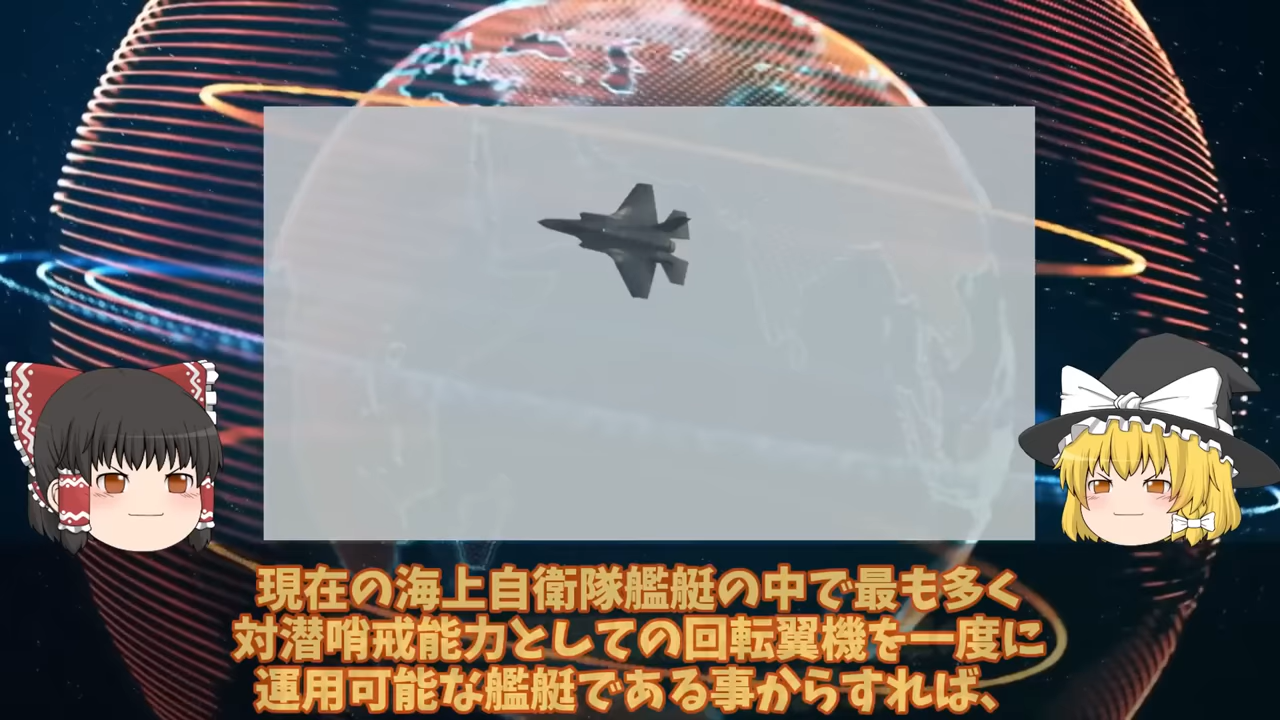 現在の海上自衛隊艦艇の中で最も多く
対潜哨戒能力としての回転翼機を一度に
運用可能な艦艇である事からすれば、